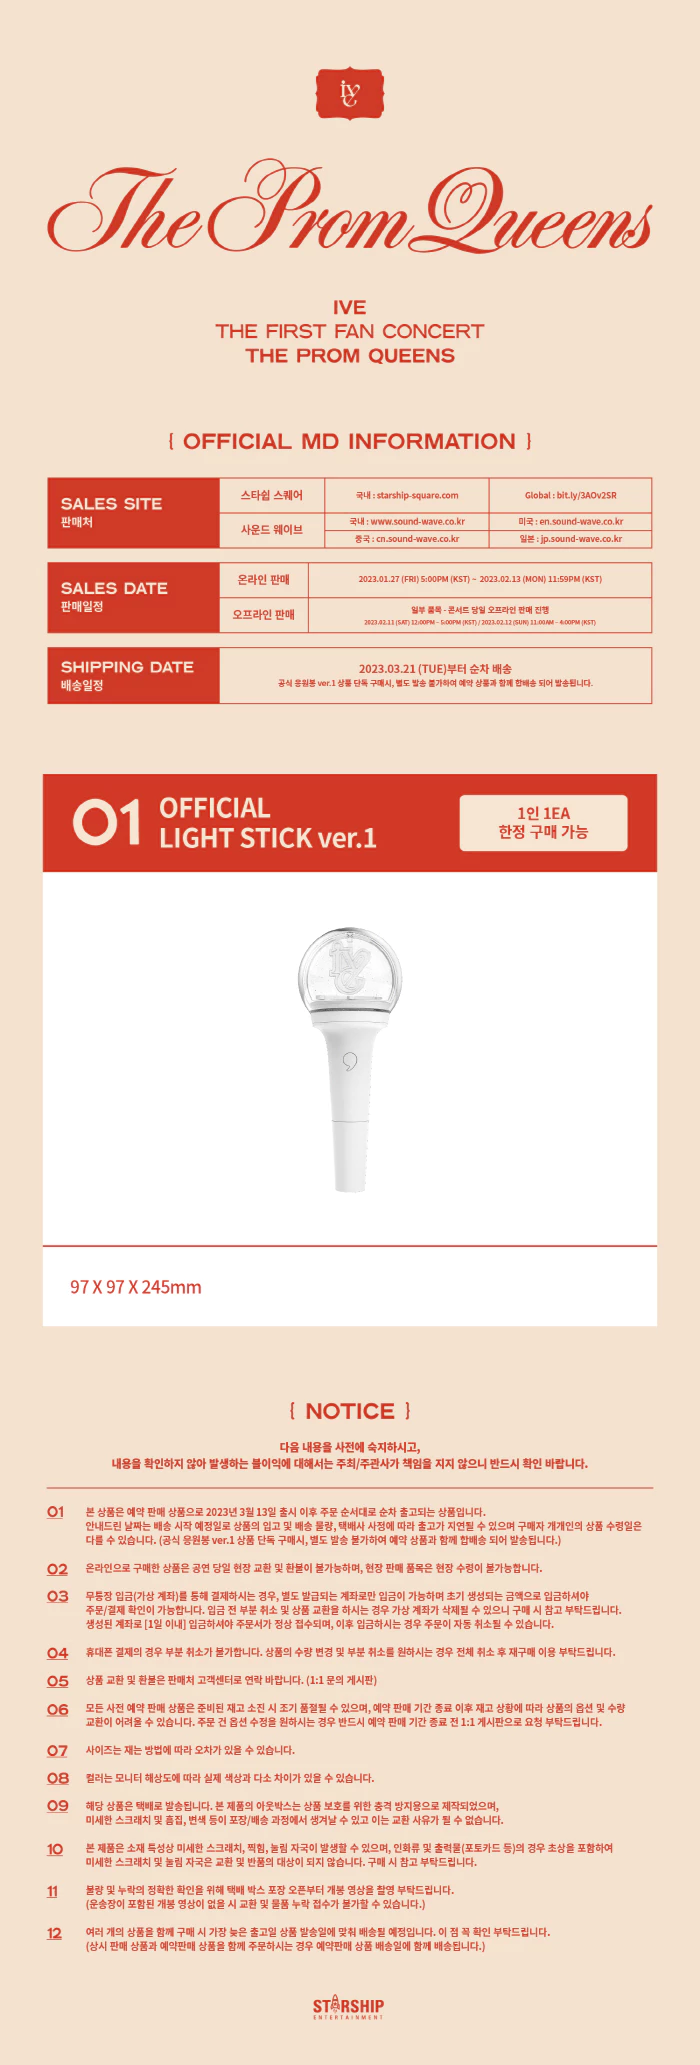 ive
The Prom Queens
IVE
THE FIRST FAN CONCERT
THE PROM QUEENS
{ OFFICIAL MD INFORMATION }
SALES SITE
판매처
스타쉽 스퀘어
국내 : starship-square.com
Global : bit.ly/3AOv2SR
사운드 웨이브
국내 : www.sound-wave.co.kr
미국 : en.sound-wave.co.kr
중국 : cn.sound-wave.co.kr
일본 : jp.sound-wave.co.kr
SALES DATE
판매일정
온라인 판매
2023.01.27 (FRI) 5:00PM (KST) ~ 2023.02.13 (MON) 11:59PM (KST)
오프라인 판매
일부 품목 - 콘서트 당일 오프라인 판매 진행
2023.02.11 (SAT) 12:00PM - 5:00PM (KST) / 2023.02.12 (SUN) 11:00AM - 4:00PM (KST)
SHIPPING DATE
배송일정
2023.03.21 (TUE)부터 순차 배송
공식 응원봉 ver.1 상품 단독 구매시, 별도 발송 불가하여 예약 상품과 함께 합배송 되어 발송됩니다.
01
OFFICIAL
LIGHT STICK ver.1
1인 1EA
한정 구매 가능
ive
97 X 97 X 245mm
{ NOTICE }
다음 내용을 사전에 숙지하시고,
내용을 확인하지 않아 발생하는 불이익에 대해서는 주최/주관사가 책임을 지지 않으니 반드시 확인 바랍니다.
01 본 상품은 예약 판매 상품으로 2023년 3월 13일 출시 이후 주문 순서대로 순차 출고되는 상품입니다.
안내드린 날짜는 배송 시작 예정일로 상품의 입고 및 배송 물량, 택배사 사정에 따라 출고가 지연될 수 있으며 구매자 개개인의 상품 수령일은
다를 수 있습니다. (공식 응원봉 ver.1 상품 단독 구매시, 별도 발송 불가하여 예약 상품과 함께 합배송 되어 발송됩니다.)
02 온라인으로 구매한 상품은 공연 당일 현장 교환 및 환불이 불가능하며, 현장 판매 품목은 현장 수령이 불가능합니다.
03 무통장 입금(가상 계좌)를 통해 결제하시는 경우, 별도 발급되는 계좌로만 입금이 가능하며 초기 생성되는 금액으로 입금하셔야
주문/결제 확인이 가능합니다. 입금 전 부분 취소 및 상품 교환을 하시는 경우 가상 계좌가 삭제될 수 있으니 구매 시 참고 부탁드립니다.
생성된 계좌로 [1일 이내] 입금하셔야 주문서가 정상 접수되며, 이후 입금하시는 경우 주문이 자동 취소될 수 있습니다.
04 휴대폰 결제의 경우 부분 취소가 불가합니다. 상품의 수량 변경 및 부분 취소를 원하시는 경우 전체 취소 후 재구매 이용 부탁드립니다.
05 상품 교환 및 환불은 판매처 고객센터로 연락 바랍니다. (1:1 문의 게시판)
06 모든 사전 예약 판매 상품은 준비된 재고 소진 시 조기 품절될 수 있으며, 예약 판매 기간 종료 이후 재고 상황에 따라 상품의 옵션 및 수량
교환이 어려울 수 있습니다. 주문 건 옵션 수정을 원하시는 경우 반드시 예약 판매 기간 종료 전 1:1 게시판으로 요청 부탁드립니다.
07 사이즈는 재는 방법에 따라 오차가 있을 수 있습니다.
08 컬러는 모니터 해상도에 따라 실제 색상과 다소 차이가 있을 수 있습니다.
09 해당 상품은 택배로 발송됩니다. 본 제품의 아웃박스는 상품 보호를 위한 충격 방지용으로 제작되었으며,
미세한 스크래치 및 흠집, 변색 등이 포장/배송 과정에서 생겨날 수 있고 이는 교환 사유가 될 수 없습니다.
10 본 제품은 소재 특성상 미세한 스크래치, 찍힘, 눌림 자국이 발생할 수 있으며, 인화류 및 출력물(포토카드 등)의 경우 초상을 포함하여
미세한 스크래치 및 눌림 자국은 교환 및 반품의 대상이 되지 않습니다. 구매 시 참고 부탁드립니다.
11 불량 및 누락의 정확한 확인을 위해 택배 박스 포장 오픈부터 개봉 영상을 촬영 부탁드립니다.
(운송장이 포함된 개봉 영상이 없을 시 교환 및 물품 누락 접수가 불가할 수 있습니다.)
12 여러 개의 상품을 함께 구매 시 가장 늦은 출고일 상품 발송일에 맞춰 배송될 예정입니다. 이 점 꼭 확인 부탁드립니다.
(상시 판매 상품과 예약판매 상품을 함께 주문하시는 경우 예약판매 상품 배송일에 함께 배송됩니다.)
STARSHIP
ENTERTAINMENT